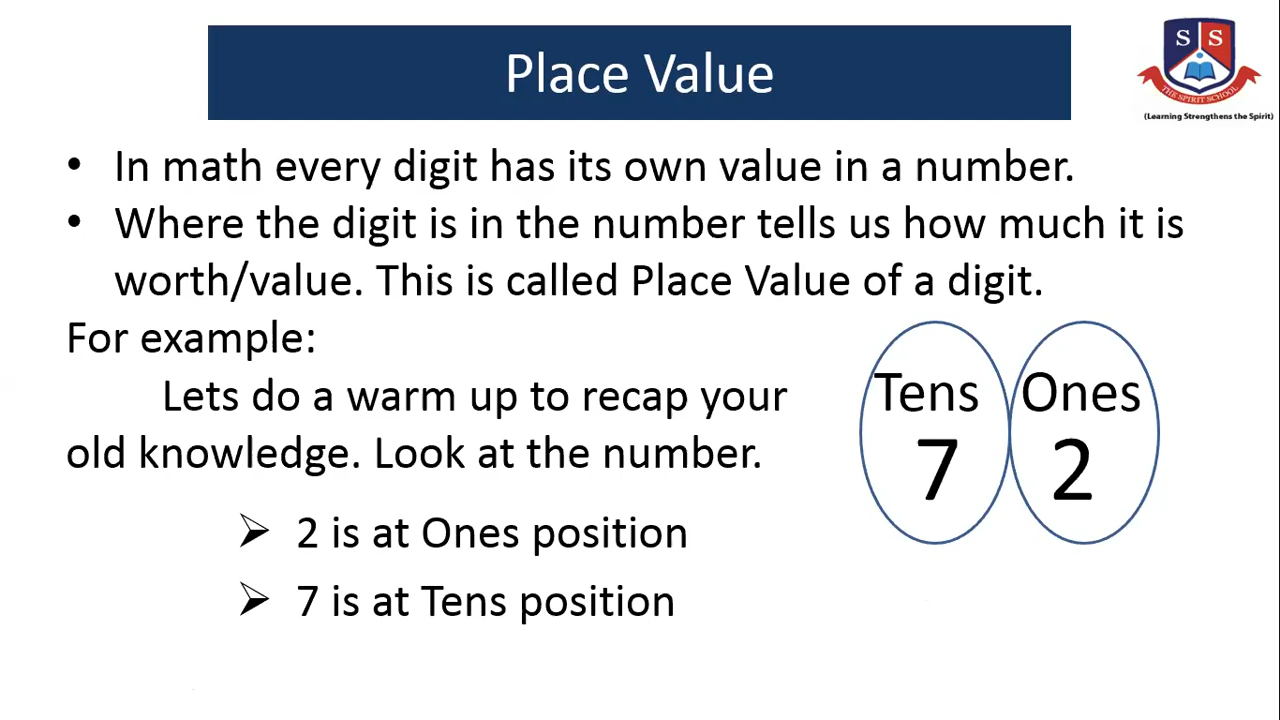 Place Value
S S
THE SPIRIT SCHOOL
(Learning Strengthens the Spirit)
• In math every digit has its own value in a number.
• Where the digit is in the number tells us how much it is
worth/value. This is called Place Value of a digit.
For example:
Lets do a warm up to recap your
old knowledge. Look at the number.
Tens Ones
7 2
➢ 2 is at Ones position
➢ 7 is at Tens position